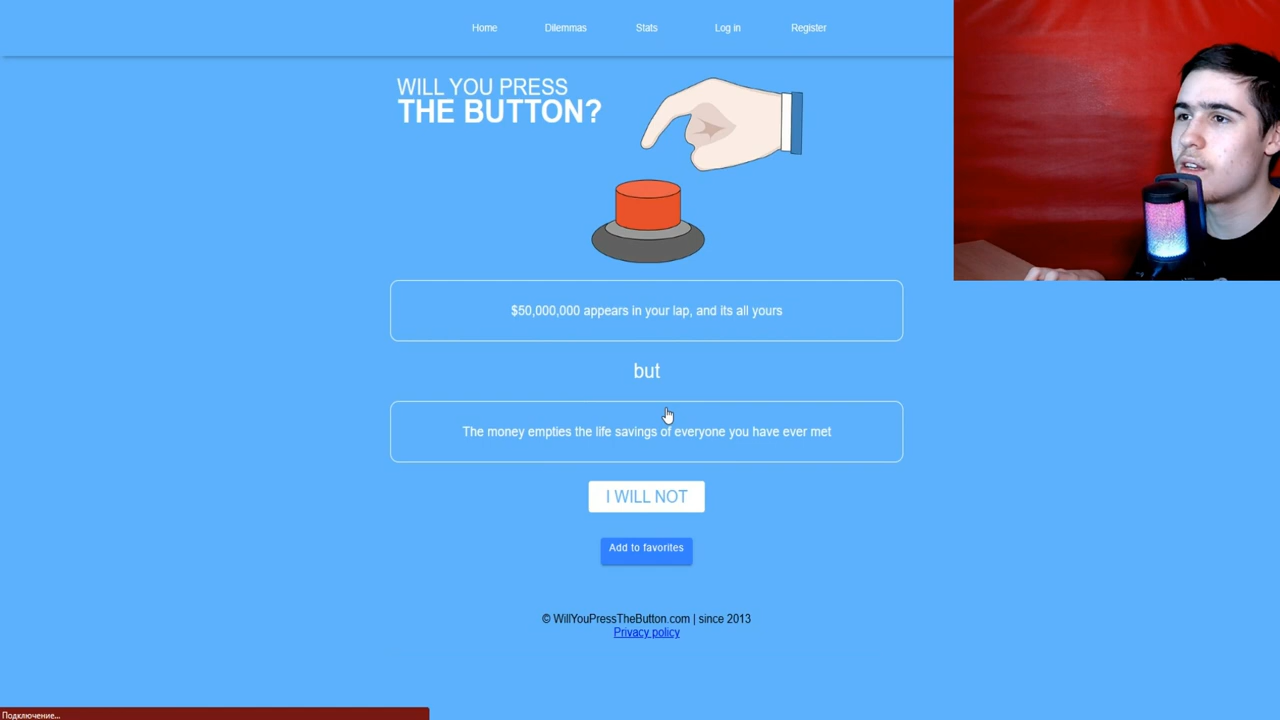 Home Dilemmas Stats Log in Register
WILL YOU PRESS
THE BUTTON?
$50,000,000 appears in your lap, and its all yours
but
The money empties the life savings of everyone you have ever met
I WILL NOT
Add to favorites
© WillYouPressTheButton.com | since 2013
Privacy policy
Подключение...